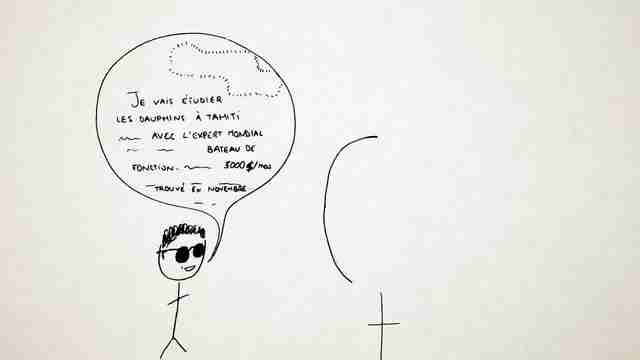 JE VAIS ÉTUDIER
LES DAUPHINS À TAHITI
AVEC L'EXPERT MONDIAL
BATEAU DE
FONCTION. 3000$/mois
TROUVÉ EN NOVEMBRE